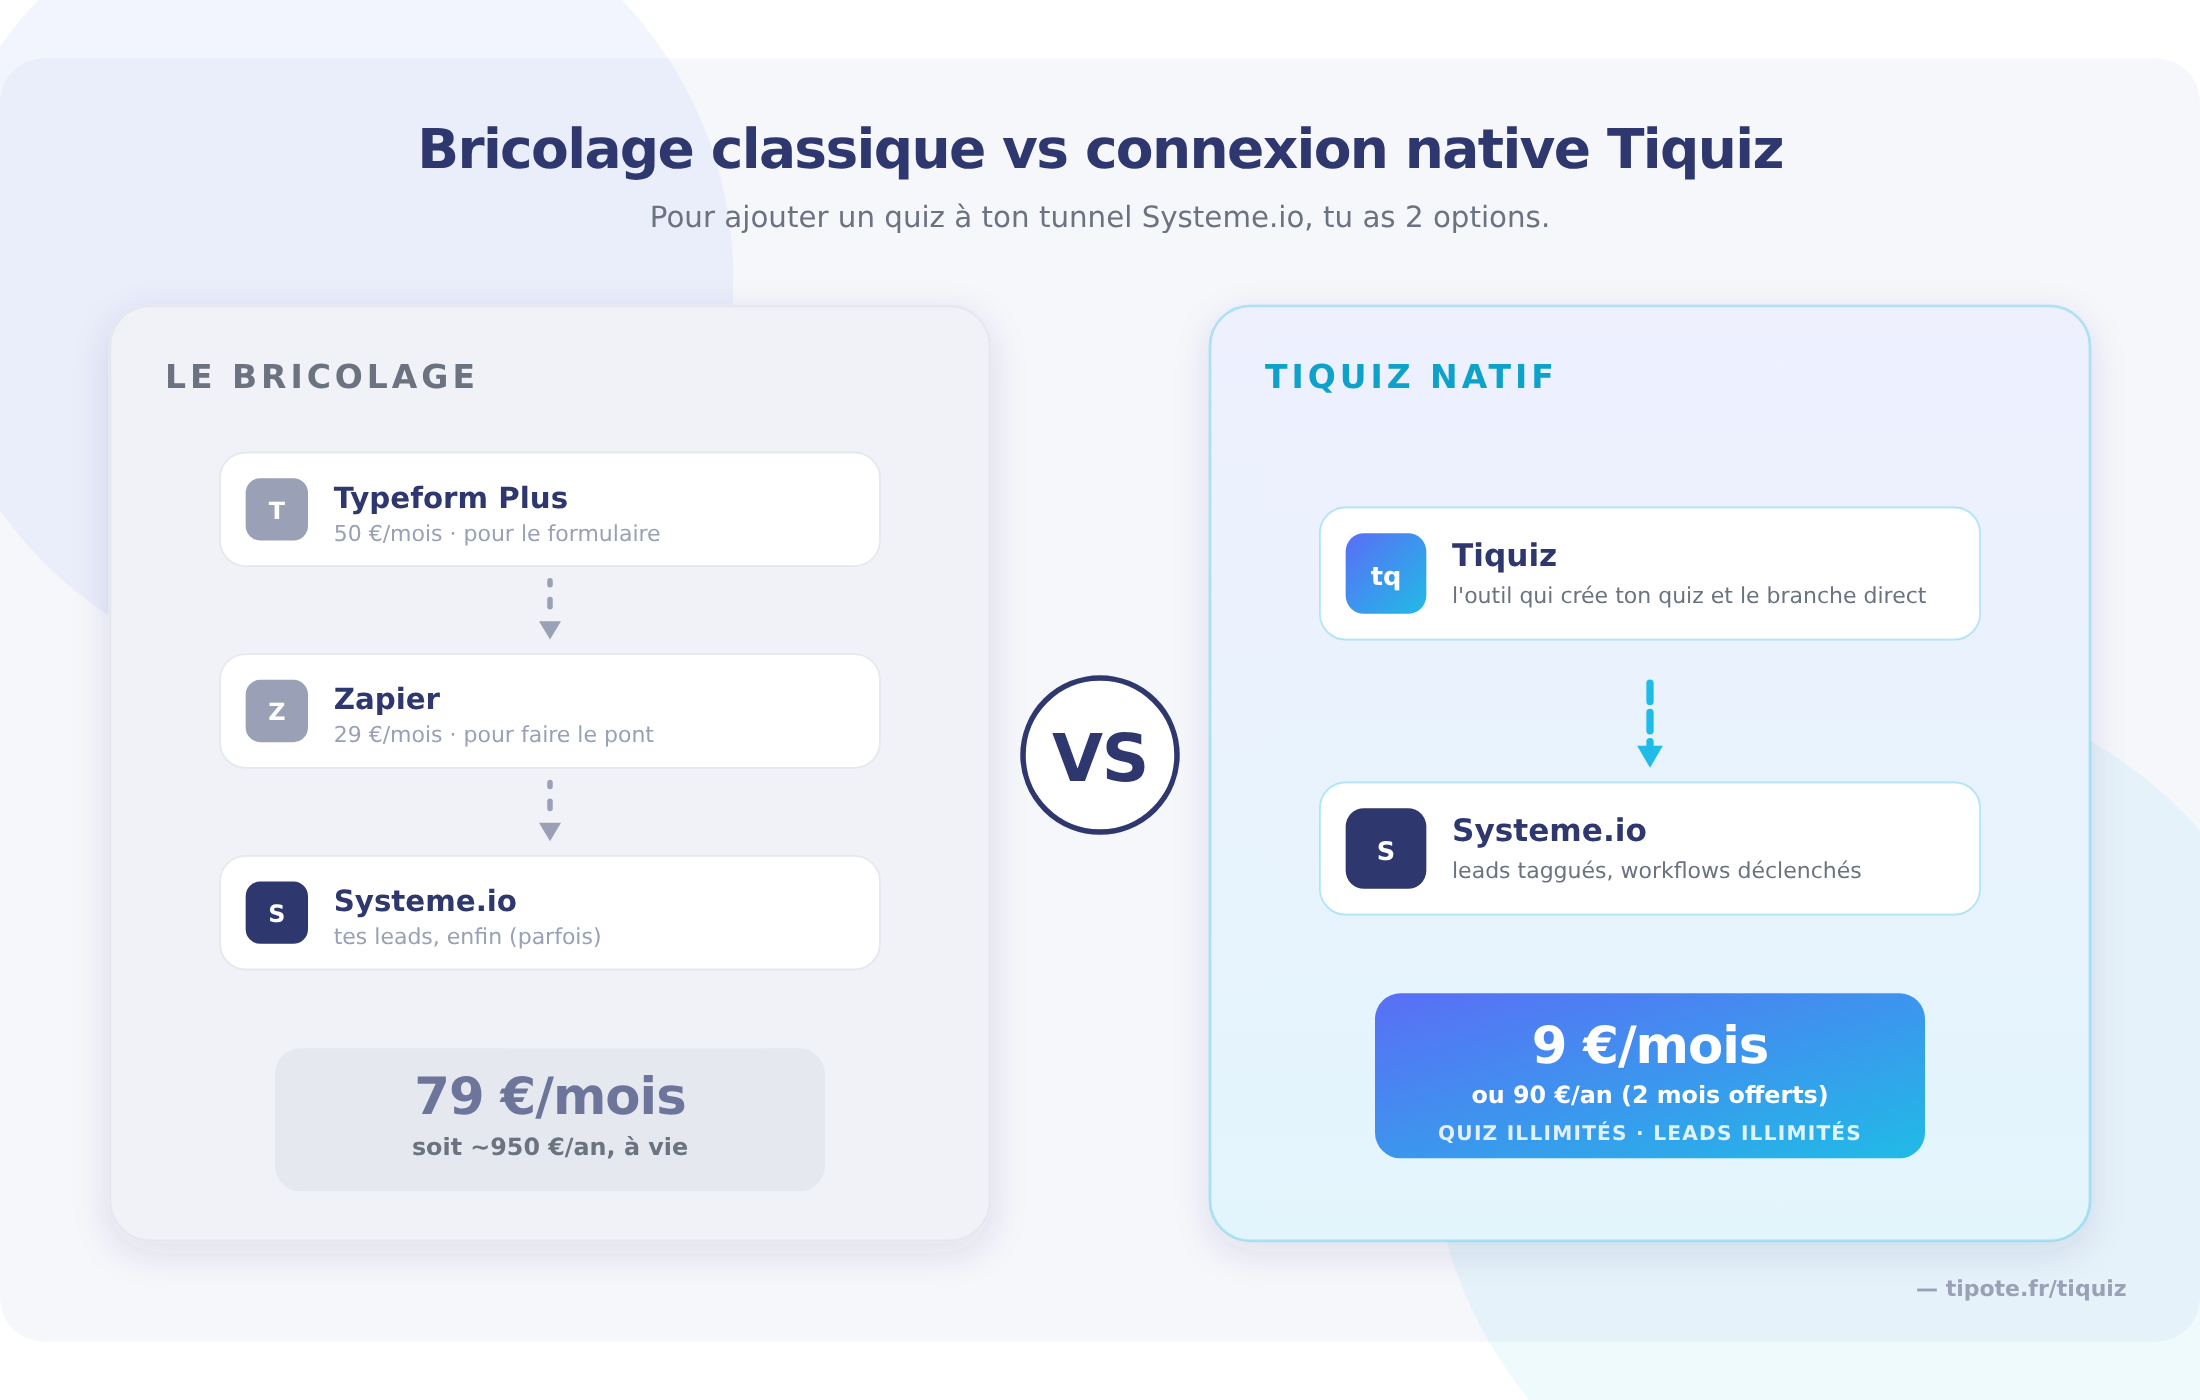 Bricolage classique vs connexion native Tiquiz
Pour ajouter un quiz à ton tunnel Systeme.io, tu as 2 options.
LE BRICOLAGE
T
Typeform Plus
50 €/mois · pour le formulaire
Z
Zapier
29 €/mois · pour faire le pont
S
Systeme.io
tes leads, enfin (parfois)
79 €/mois
soit ~950 €/an, à vie
VS
TIQUIZ NATIF
tq
Tiquiz
l'outil qui crée ton quiz et le branche direct
S
Systeme.io
leads taggués, workflows déclenchés
9 €/mois
ou 90 €/an (2 mois offerts)
QUIZ ILLIMITÉS · LEADS ILLIMITÉS
— tipote.fr/tiquiz